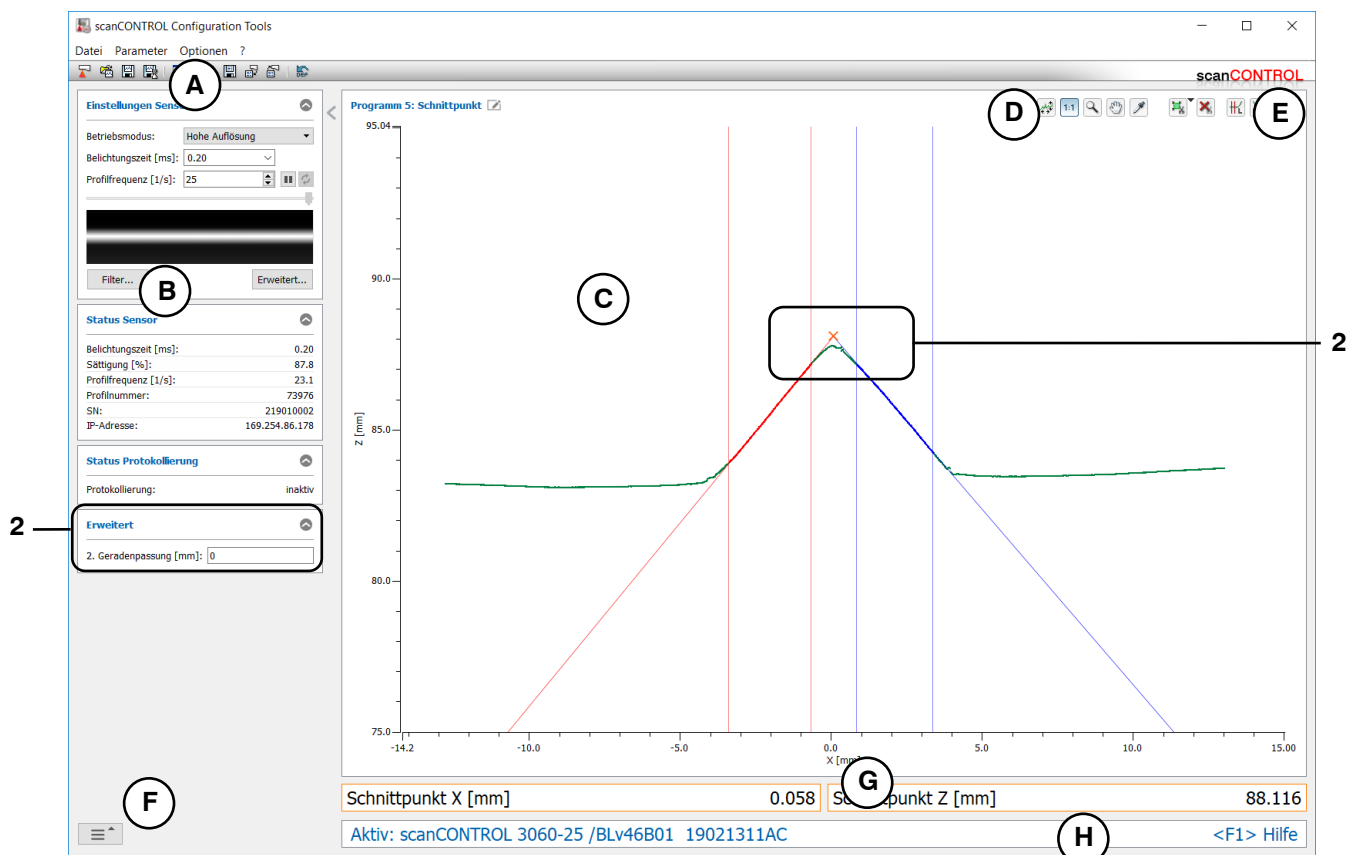 scanCONTROL Configuration Tools
Datei Parameter Optionen ?
A
scanCONTROL
Einstellungen
Betriebsmodus: Hohe Auflösung
Belichtungszeit [ms]: 0.20
Profilfrequenz [1/s]: 25
Filter... Erweitert...
B
Status Sensor
Belichtungszeit [ms]: 0.20
Sättigung [%]: 87.8
Profilfrequenz [1/s]: 23.1
Profilnummer: 73976
SN: 219010002
IP-Adresse: 169.254.86.178
Status Protokollierung
Protokollierung: inaktiv
2
Erweitert
2. Geradenpassung [mm]: 0
F
Programm 5: Schnittpunkt
D
1:1
E
95.04
90.0
85.0
80.0
75.0
Z [mm]
C
2
-14.2 -10.0 -5.0 0.0 5.0 10.0 15.00
X
G
Schnittpunkt X [mm] 0.058
Z [mm] 88.116
Aktiv: scanCONTROL 3060-25 /BLv46B01 19021311AC
H
<F1> Hilfe